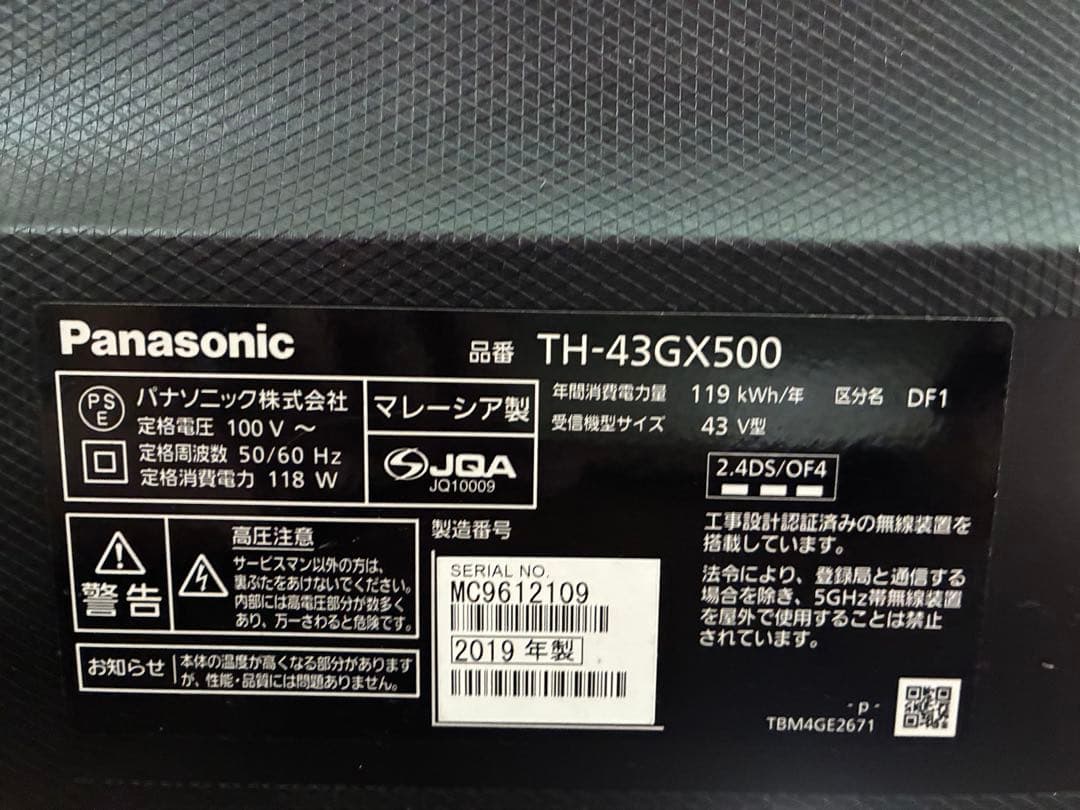 Panasonic
品番 TH-43GX500
PSE
パナソニック株式会社
定格電圧 100 V ～
定格周波数 50/60 Hz
定格消費電力 118 W
マレーシア製
JQA
JQ10009
年間消費電力量 119 kWh/年 区分名 DF1
受信機型サイズ 43 V型
2.4DS/OF4
工事設計認証済みの無線装置を
搭載しています。
法令により、登録局と通信する
場合を除き、5GHz帯無線装置
を屋外で使用することは禁止
されています。
警告
高圧注意
サービスマン以外の方は、
裏ぶたをあけないでください。
内部には高電圧部分が数多く
あり、万一さわると危険です。
お知らせ
本体の温度が高くなる部分があります
が、性能・品質には問題ありません。
製造番号
SERIAL NO.
MC9612109
2019 年製
-p-
TBM4GE2671